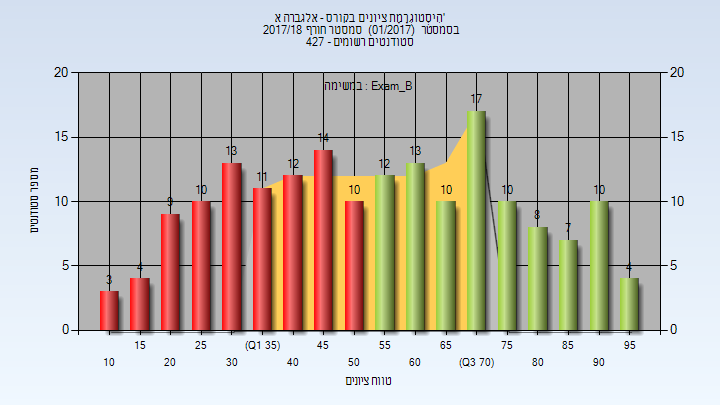 הִיסְטוֹגְרַמַּת ציונים בקורס - אלגברה א'
בסמסטר (01/2017) סמסטר חורף 2017/18
סטודנטים רשומים - 427
במשימה : Exam_B
מספר סטודנטים
20 20
15 15
10 10
5 5
0 0
3 4 9 10 13 11 12 14 10 12 13 10 17 10 8 7 10 4
15 25 (Q1 35) 45 55 65 75 85 95
10 20 30 40 50 60 (Q3 70) 80 90
טווח ציונים